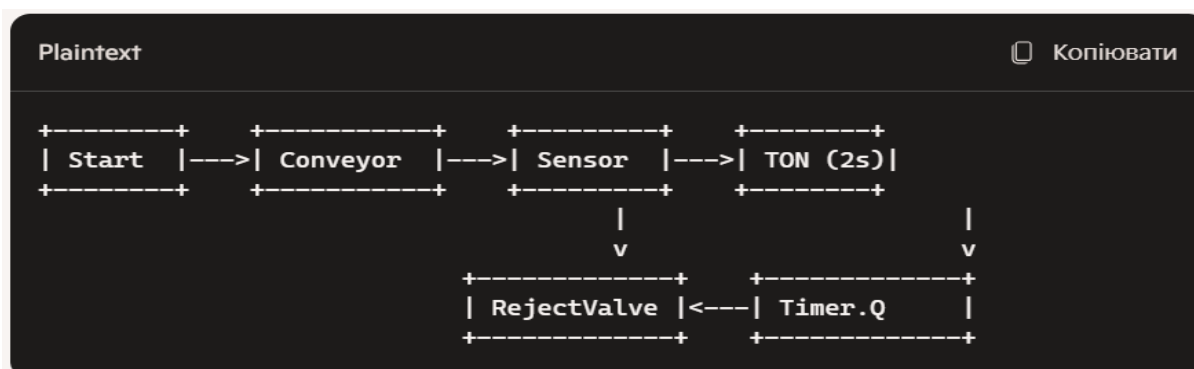 Plaintext Копіювати
+--------+    +-----------+    +---------+    +--------+
| Start  |--->| Conveyor  |--->| Sensor  |--->| TON (2s)|
+--------+    +-----------+    +---------+    +--------+
                                    |                    |
                                    v                    v
                          +-------------+    +-------------+
                          | RejectValve |<---| Timer.Q     |
                          +-------------+    +-------------+